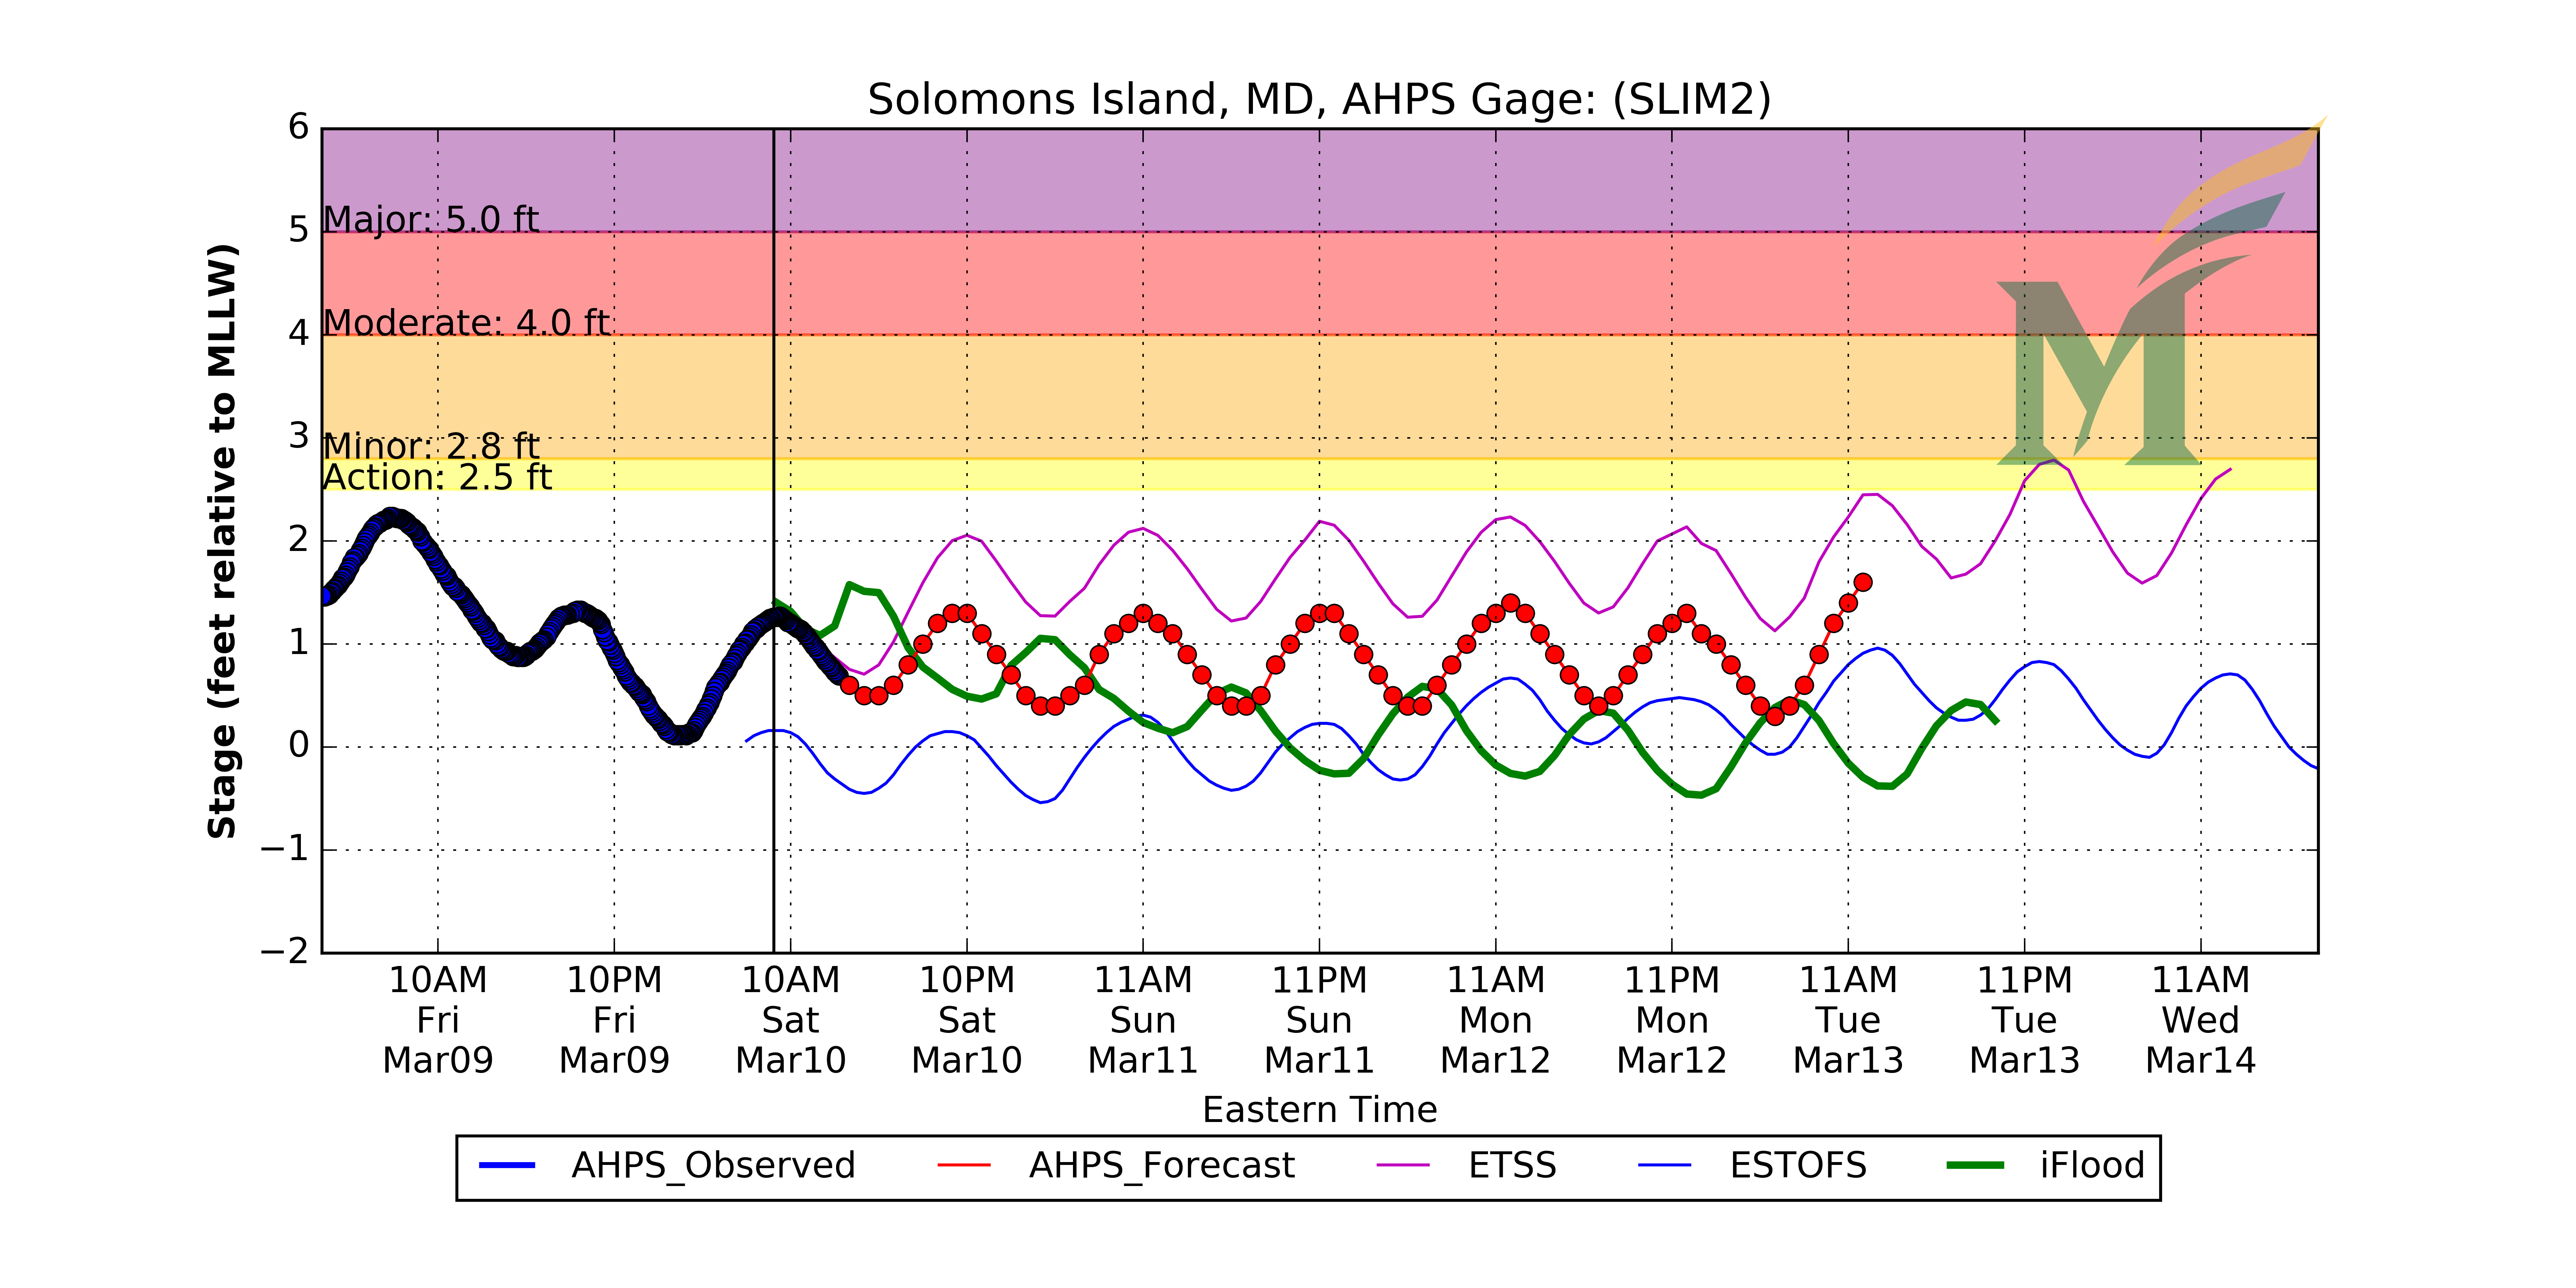 Solomons Island, MD, AHPS Gage: (SLIM2)
Stage (feet relative to MLLW)
6
5
4
3
2
1
0
−1
−2
Major: 5.0 ft
Moderate: 4.0 ft
Minor: 2.8 ft
Action: 2.5 ft
M
10AM 10PM 10AM 10PM 11AM 11PM 11AM 11PM 11AM 11PM 11AM
Fri Fri Sat Sat Sun Sun Mon Mon Tue Tue Wed
Mar09 Mar09 Mar10 Mar10 Mar11 Mar11 Mar12 Mar12 Mar13 Mar13 Mar14
Eastern Time
AHPS_Observed AHPS_Forecast ETSS ESTOFS iFlood